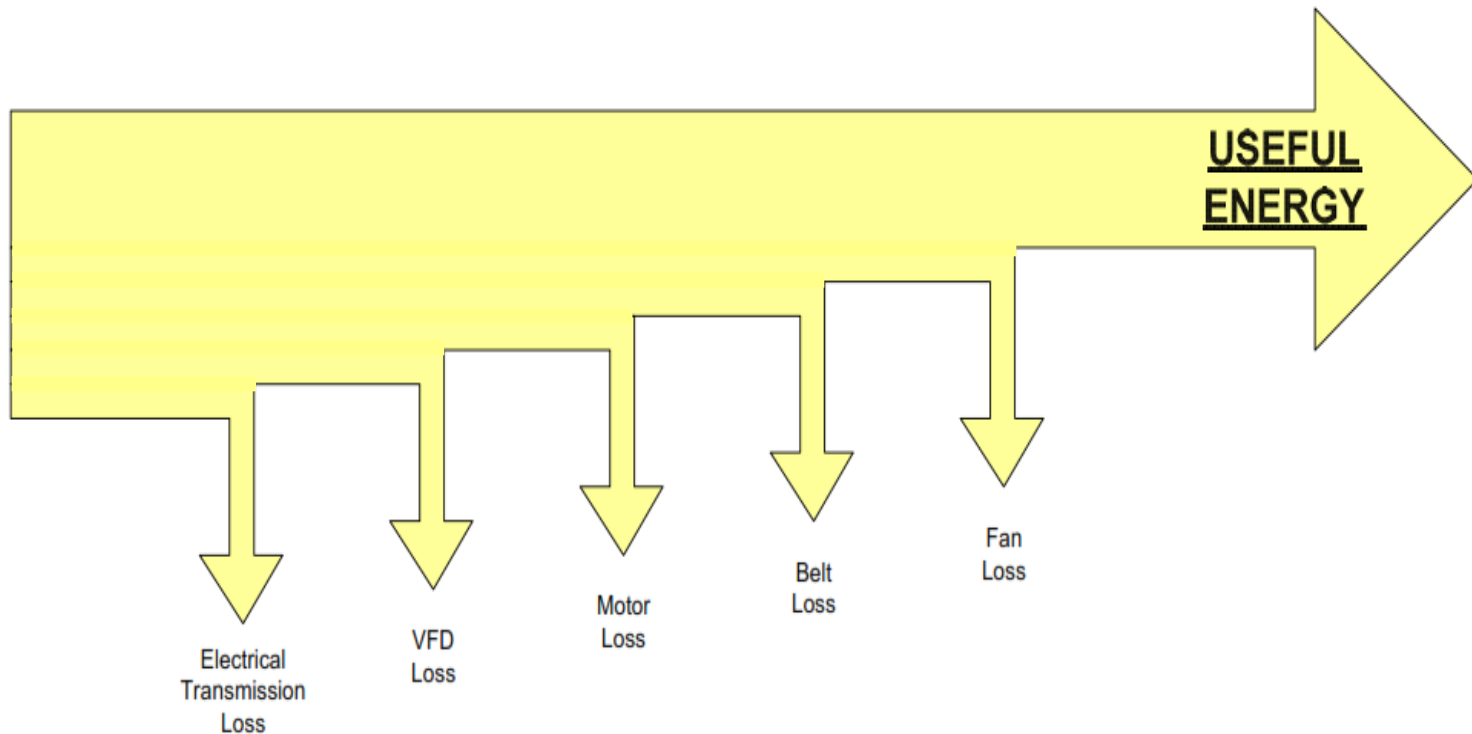 USEFUL
ENERGY
Fan
Loss
Belt
Loss
Motor
Loss
VFD
Loss
Electrical
Transmission
Loss